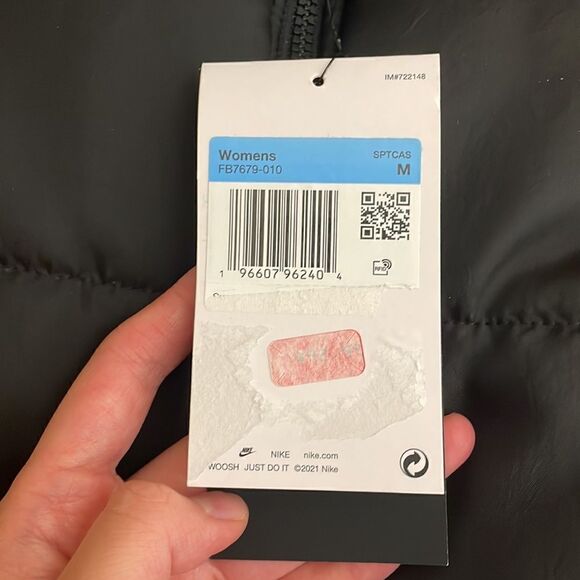 IM#722148
Womens SPTCAS
FB7679-010 M
1 96607 96240 4
RFID
NIKE nike.com
WOOSH JUST DO IT ©2021 Nike